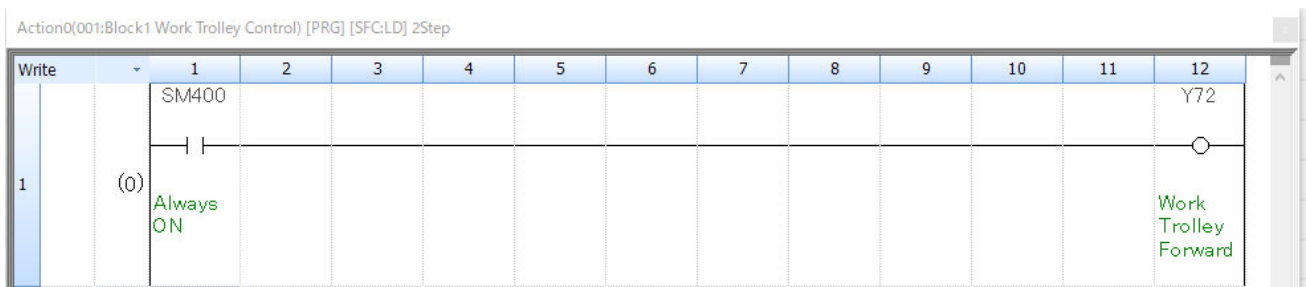 Action0(001:Block1 Work Trolley Control) [PRG] [SFC:LD] 2Step
Write 1 2 3 4 5 6 7 8 9 10 11 12
SM400 Y72
1 (0)
Always Work
ON Trolley
Forward